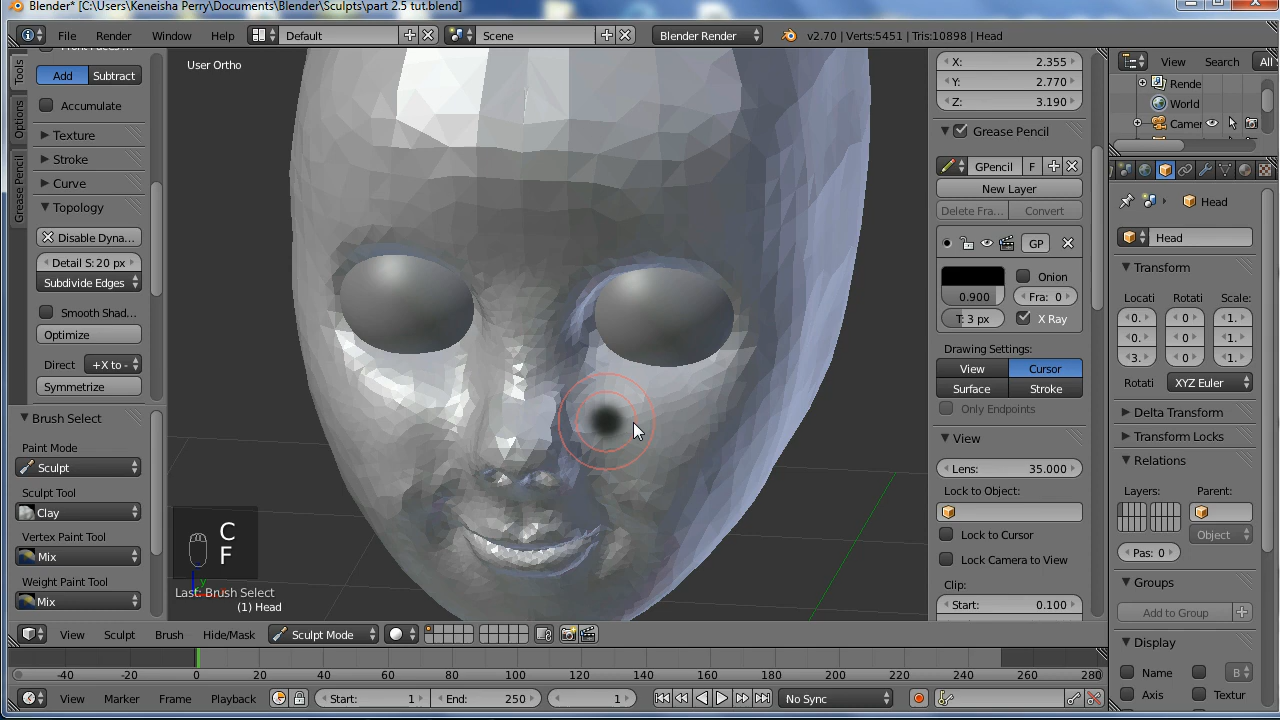 Blender* [C:\Users\Keneisha Perry\Documents\Blender\Sculpts\part 2.5 tut.blend]
File Render Window Help Default Scene Blender Render v2.70 | Verts:5451 | Tris:10898 | Head
Tools
Options
Grease Pencil
Add Subtract
Accumulate
Texture
Stroke
Curve
Topology
Disable Dyna...
Detail S: 20 px
Subdivide Edges
Smooth Shad...
Optimize
Direct +X to -
Symmetrize
Brush Select
Paint Mode
Sculpt
Sculpt Tool
Clay
Vertex Paint Tool
Mix
Weight Paint Tool
Mix
User Ortho
C
F
y
Last: Brush Select
(1) Head
X: 2.355
Y: 2.770
Z: 3.190
Grease Pencil
GPencil F
New Layer
Delete Fra... Convert
GP
Onion
0.900 Fra: 0
T: 3 px X Ray
Drawing Settings:
View Cursor
Surface Stroke
Only Endpoints
View
Lens: 35.000
Lock to Object:
Lock to Cursor
Lock Camera to View
Clip:
Start: 0.100
View Search All
Rende
World
Camer
Head
Head
Transform
Locati Rotati Scale:
0. 0 1.
0. 0 1.
3. 0 1.
Rotati XYZ Euler
Delta Transform
Transform Locks
Relations
Layers: Parent:
Object
Pas: 0
Groups
Add to Group
Display
Name B
Axis Textur
View Sculpt Brush Hide/Mask Sculpt Mode
-40 -20 0 20 40 60 80 100 120 140 160 180 200 220 240 260 280
View Marker Frame Playback Start: 1 End: 250 1 No Sync